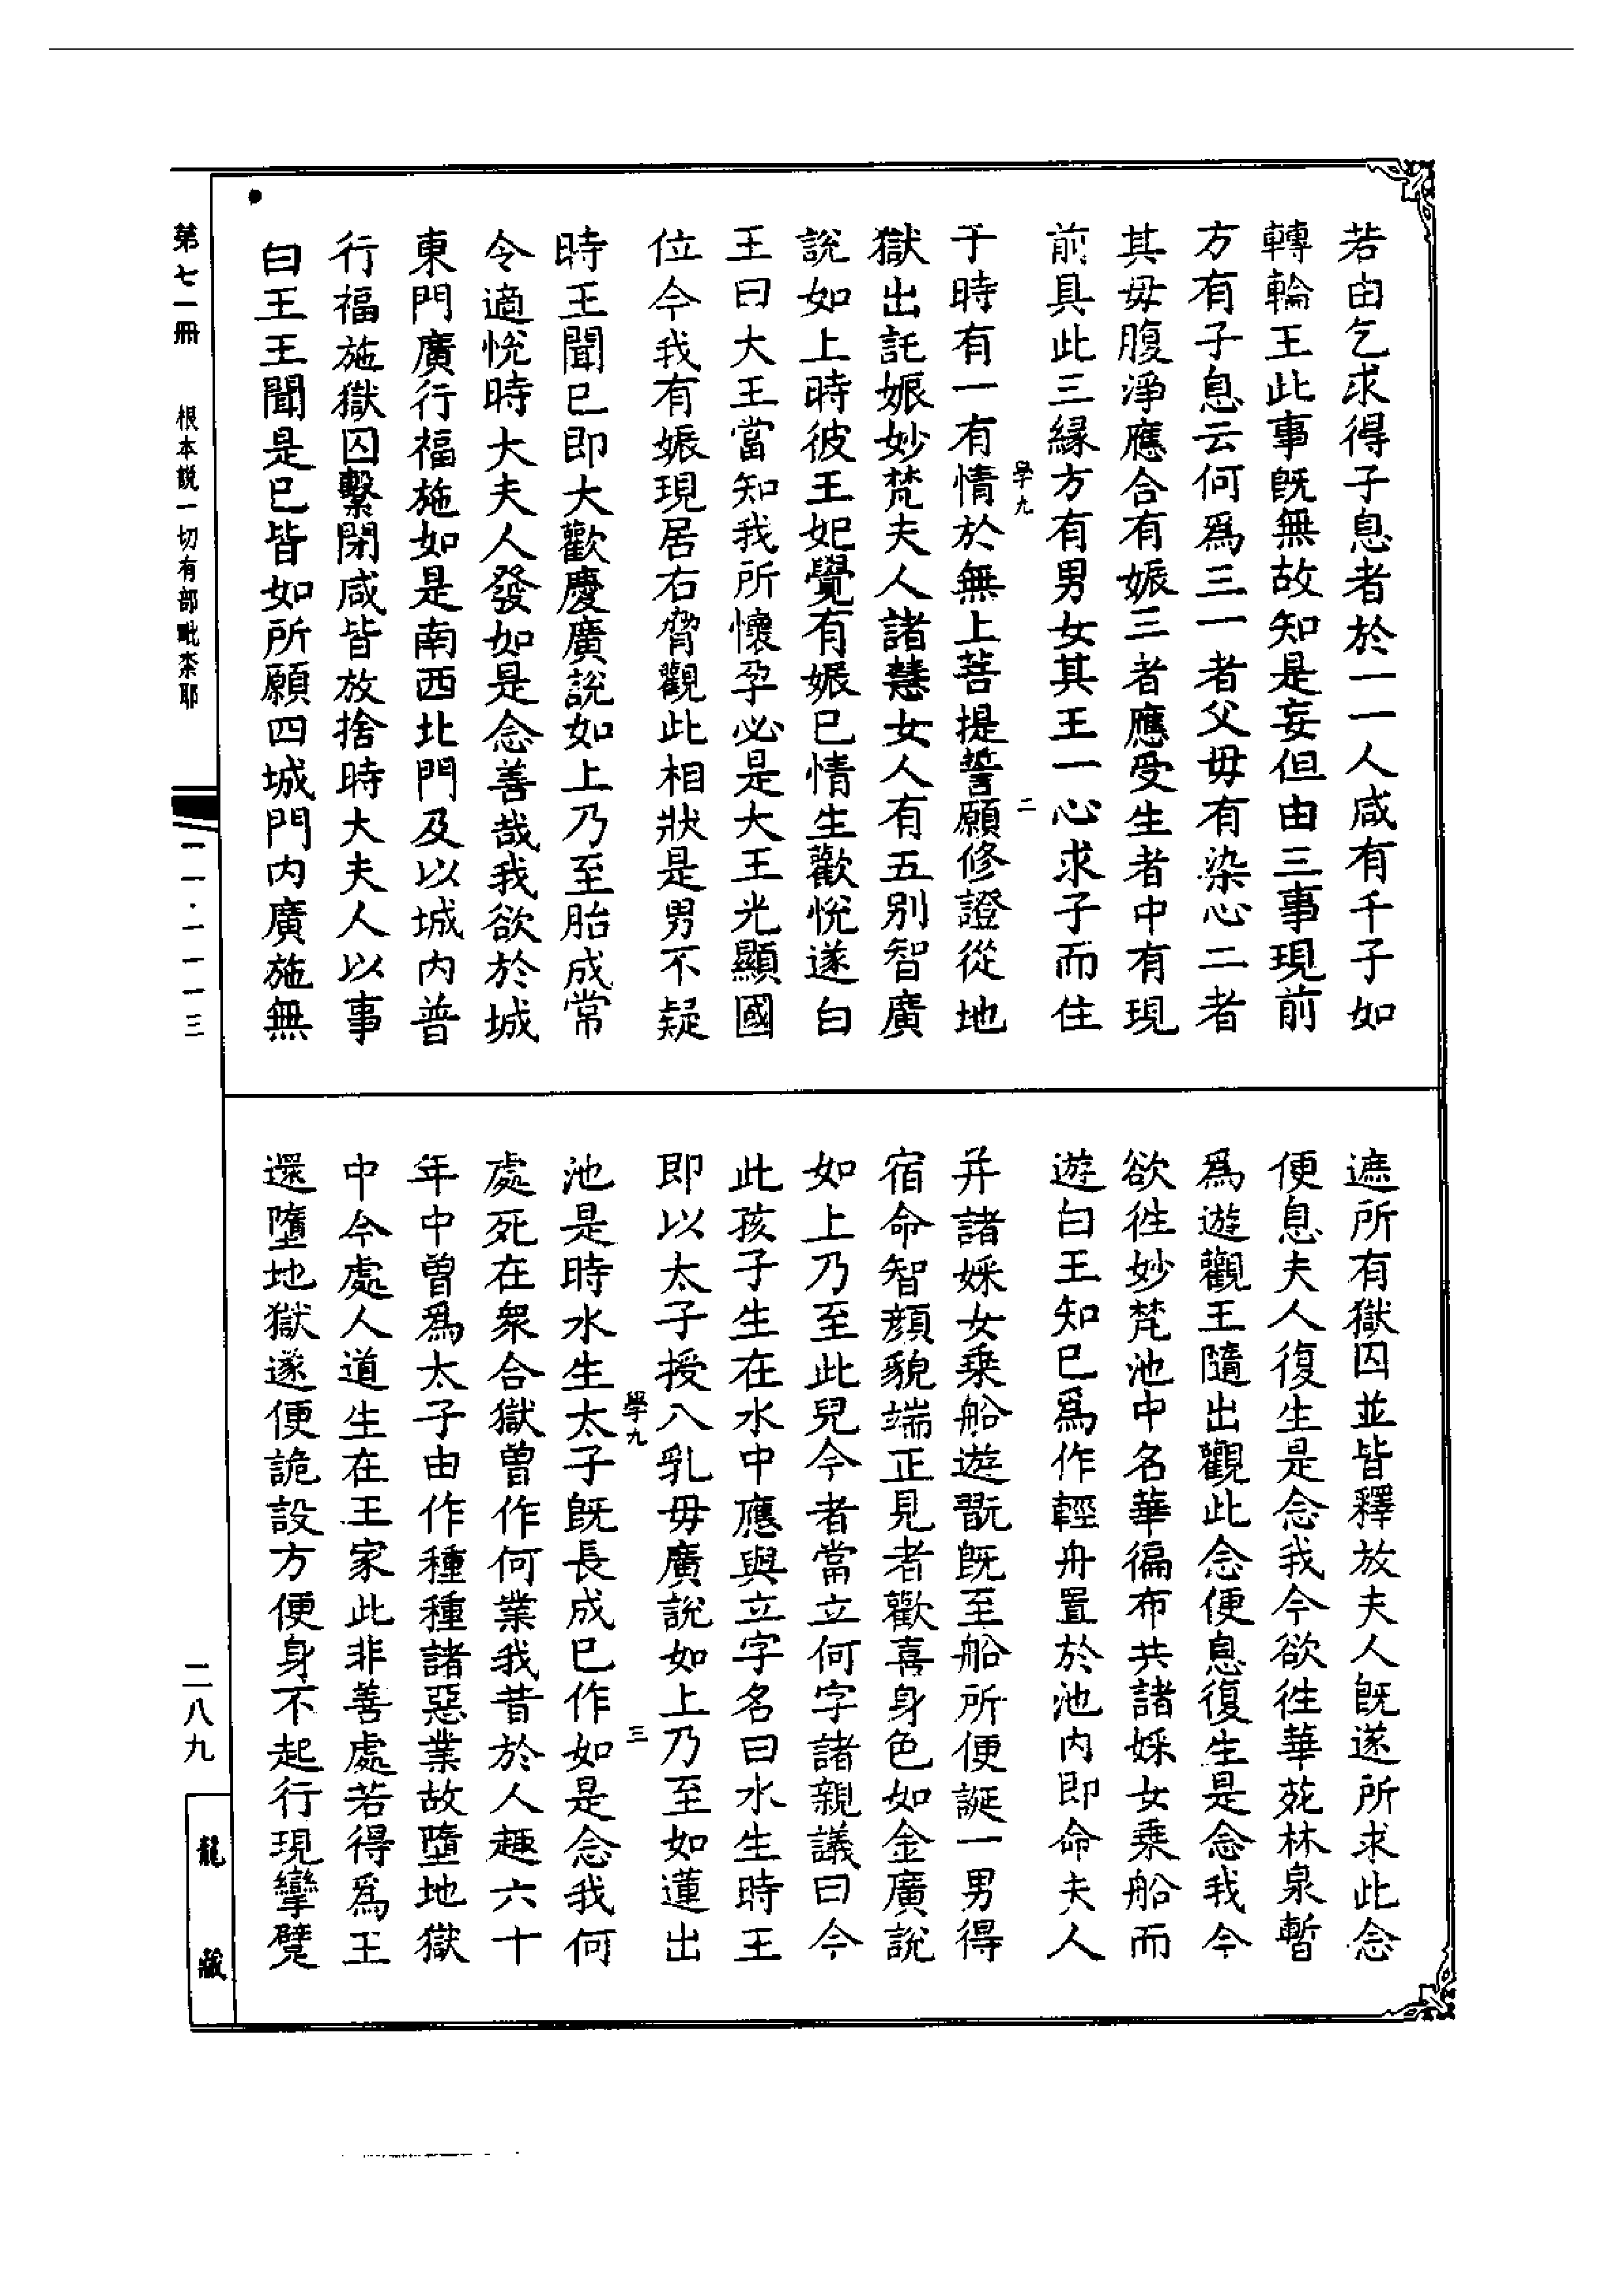 若由乞求得子息者於一一人咸有千子如
轉輪王此事既無故知是妄但由三事現前
方有子息云何爲三一者父毋有染心二者
其毋腹淨應合有娠三者應受生者中有現
前具此三緣方有男女其王一心求子而住
學九
二
于時有一有情於無上菩提誓願修證從地
獄出託娠妙梵夫人諸慧女人有五別智廣
說如上時彼王妃覺有娠巳情生歡悅遂白
王曰大王當知我所懷孕必是大王光顯國
位今我有娠現居右脅觀此相狀是男不疑
時王聞巳即大歡慶廣說如上乃至胎成常
令適悅時大夫人發如是念善哉我欲於城
東門廣行福施如是南西北門及以城內普
行福施獄囚繫閉咸皆放捨時大夫人以事
白王王聞是巳皆如所願四城門內廣施無
遮所有獄囚並皆釋放夫人既遂所求此念
便息夫人復生是念我今欲往華苑林泉暫
爲遊觀王隨出觀此念便息復生是念我今
欲往妙梵池中名華徧布共諸婇女乗船而
遊白王知巳爲作輕舟置於池內即命夫人
并諸婇女乗船遊翫既至船所便誕一男得
宿命智顏貌端正見者歡喜身色如金廣說
如上乃至此兒今者當立何字諸親議曰今
此孩子生在水中應與立字名曰水生時王
即以太子授八乳毋廣說如上乃至如蓮出
學九
三
池是時水生太子既長成巳作如是念我何
處死在衆合獄曾作何業我昔於人趣六十
年中曾爲太子由作種種諸惡業故墮地獄
中今處人道生在王家此非善處若得爲王
還墮地獄遂便詭設方便身不起行現攣躄
第七一冊
根本説一切有部毗柰耶
二八九
龍藏